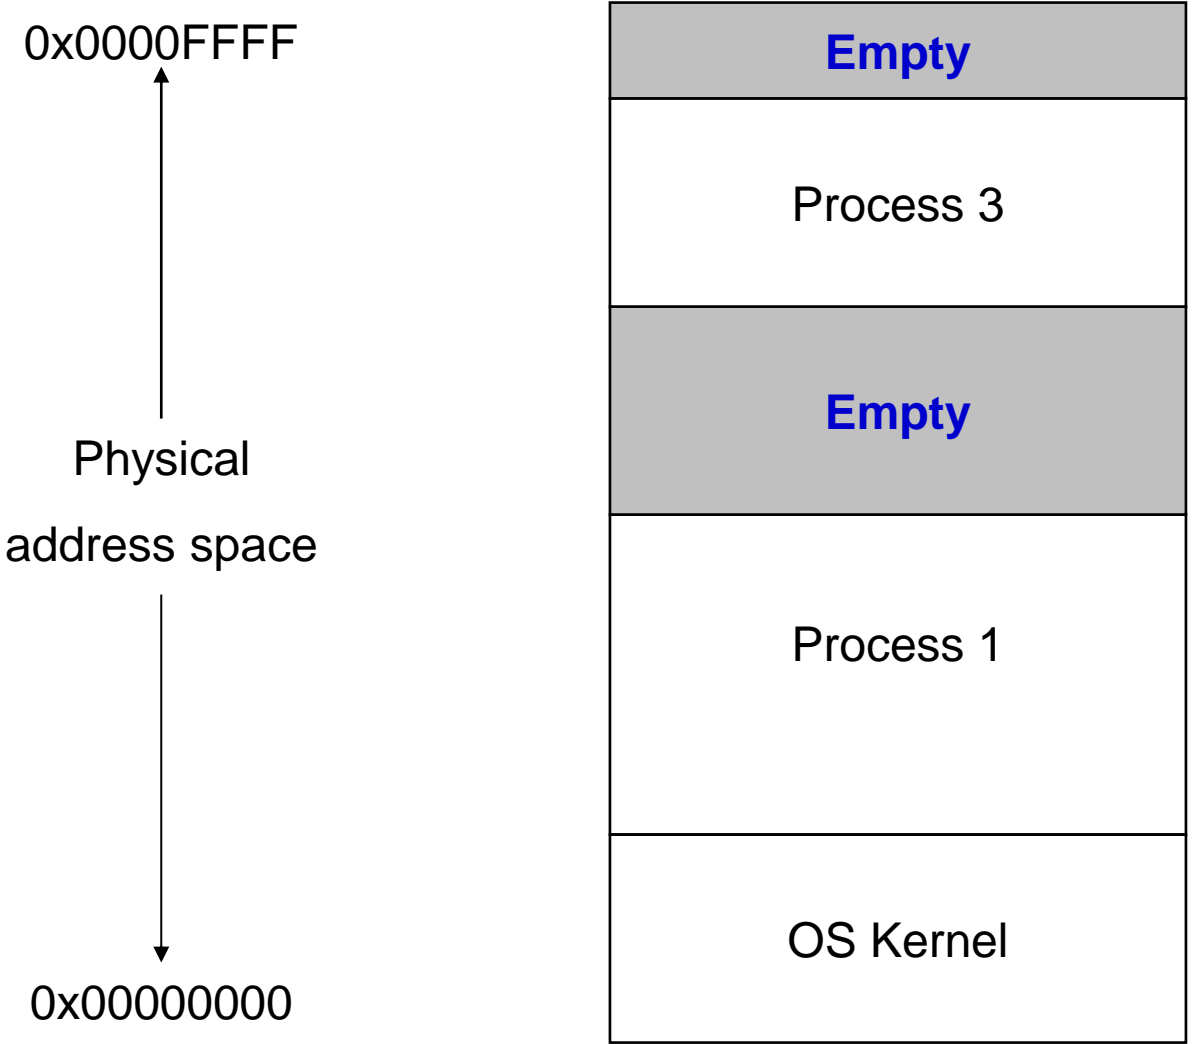 0x0000FFFF
Physical
address space
0x00000000
Empty
Process 3
Empty
Process 1
OS Kernel